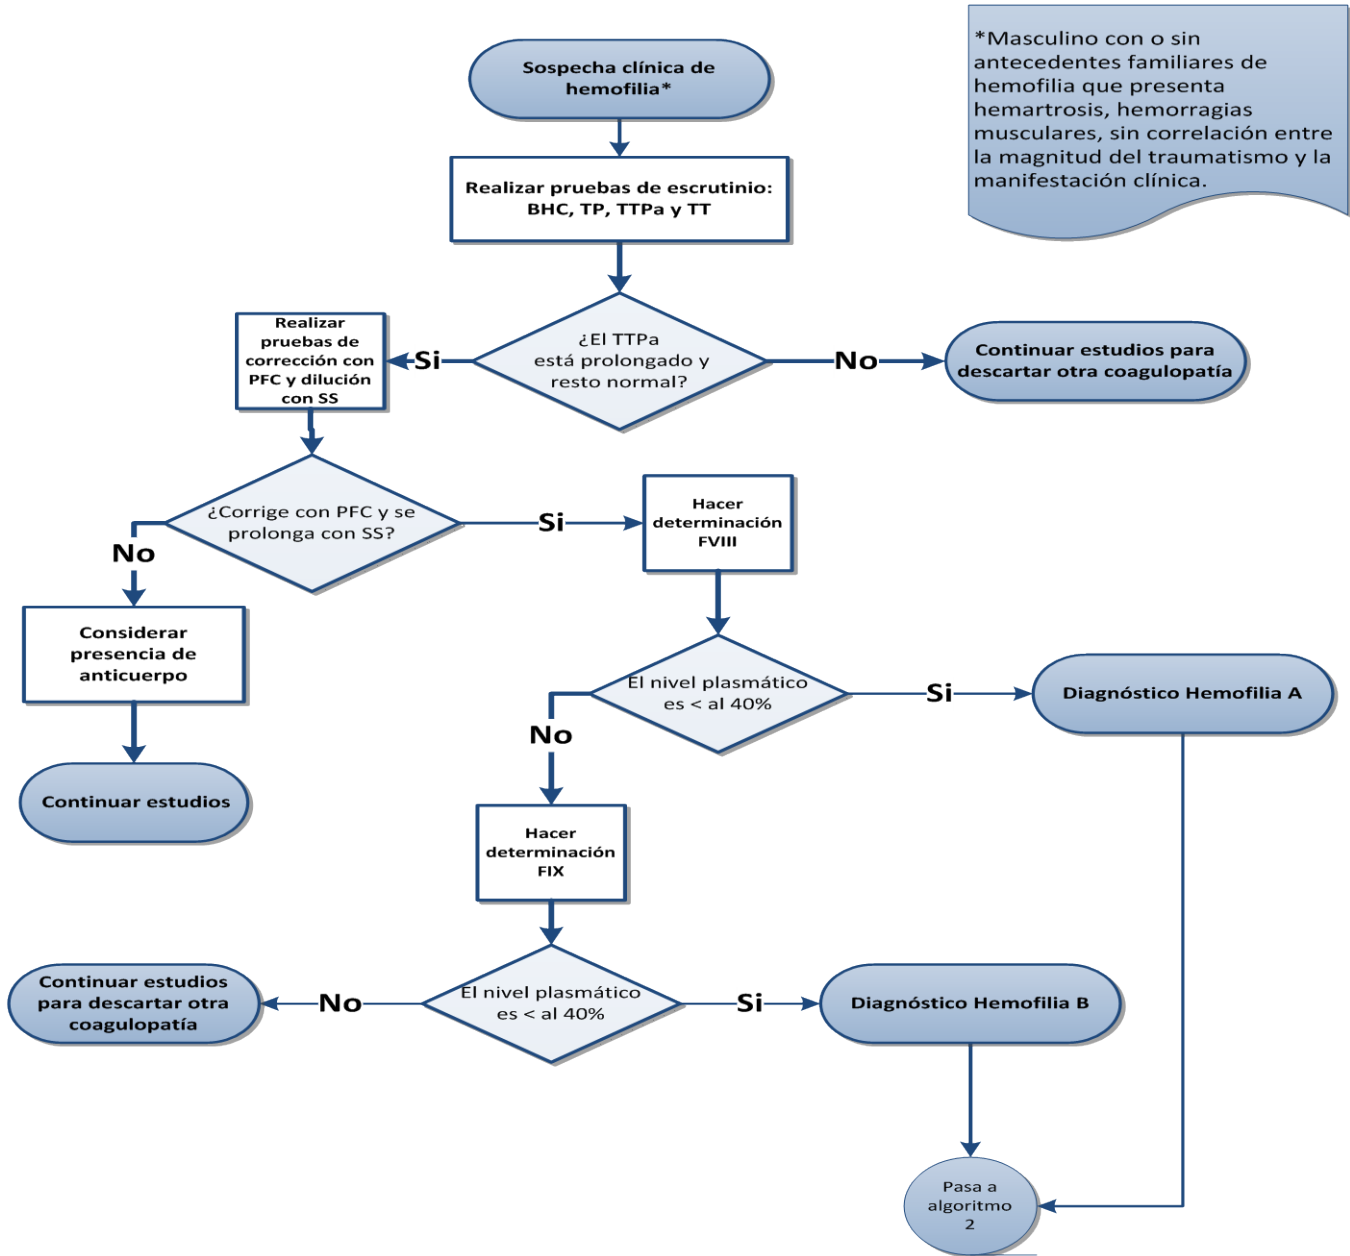 Sospecha clínica de
hemofilia*
*Masculino con o sin
antecedentes familiares de
hemofilia que presenta
hemartrosis, hemorragias
musculares, sin correlación entre
la magnitud del traumatismo y la
manifestación clínica.
Realizar pruebas de escrutinio:
BHC, TP, TTPa y TT
¿El TTPa
está prolongado y
resto normal?
Si
No
Realizar
pruebas de
corrección con
PFC y dilución
con SS
Continuar estudios para
descartar otra coagulopatía
¿Corrige con PFC y se
prolonga con SS?
No
Si
Hacer
determinación
FVIII
Considerar
presencia de
anticuerpo
Continuar estudios
El nivel plasmático
es < al 40%
No
Si
Diagnóstico Hemofilia A
Hacer
determinación
FIX
El nivel plasmático
es < al 40%
No
Si
Continuar estudios
para descartar otra
coagulopatía
Diagnóstico Hemofilia B
Pasa a
algoritmo
2